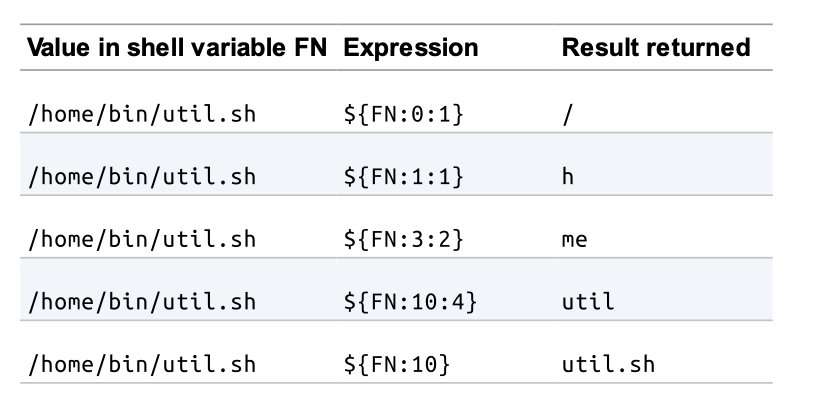 Value in shell variable FN Expression Result returned
/home/bin/util.sh ${FN:0:1} /
/home/bin/util.sh ${FN:1:1} h
/home/bin/util.sh ${FN:3:2} me
/home/bin/util.sh ${FN:10:4} util
/home/bin/util.sh ${FN:10} util.sh